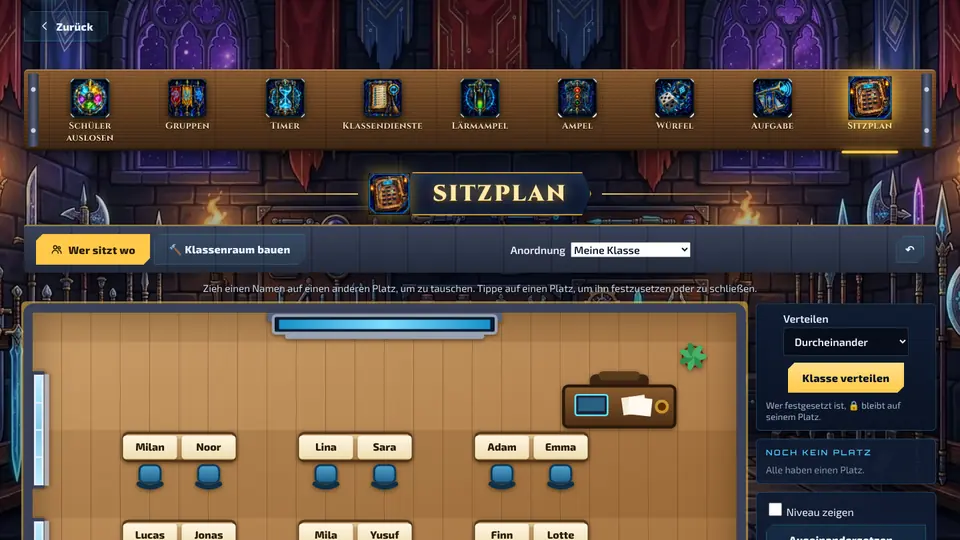 Zurück
SCHÜLER
AUSLOSEN
GRUPPEN
TIMER
KLASSENDIENSTE
LÄRMAMPEL
AMPEL
WÜRFEL
AUFGABE
SITZPLAN
SITZPLAN
Wer sitzt wo
Klassenraum bauen
Anordnung
Meine Klasse
Zieh einen Namen auf einen anderen Platz, um zu tauschen. Tippe auf einen Platz, um ihn festzusetzen oder zu schließen.
Verteilen
Durcheinander
Klasse verteilen
Wer festgesetzt ist, 🔒 bleibt auf
seinem Platz.
Milan
Noor
Lina
Sara
Adam
Emma
NOCH KEIN PLATZ
Alle haben einen Platz.
Niveau zeigen
Lucas
Jonas
Mila
Yusuf
Finn
Lotte
Auseinandersetzen